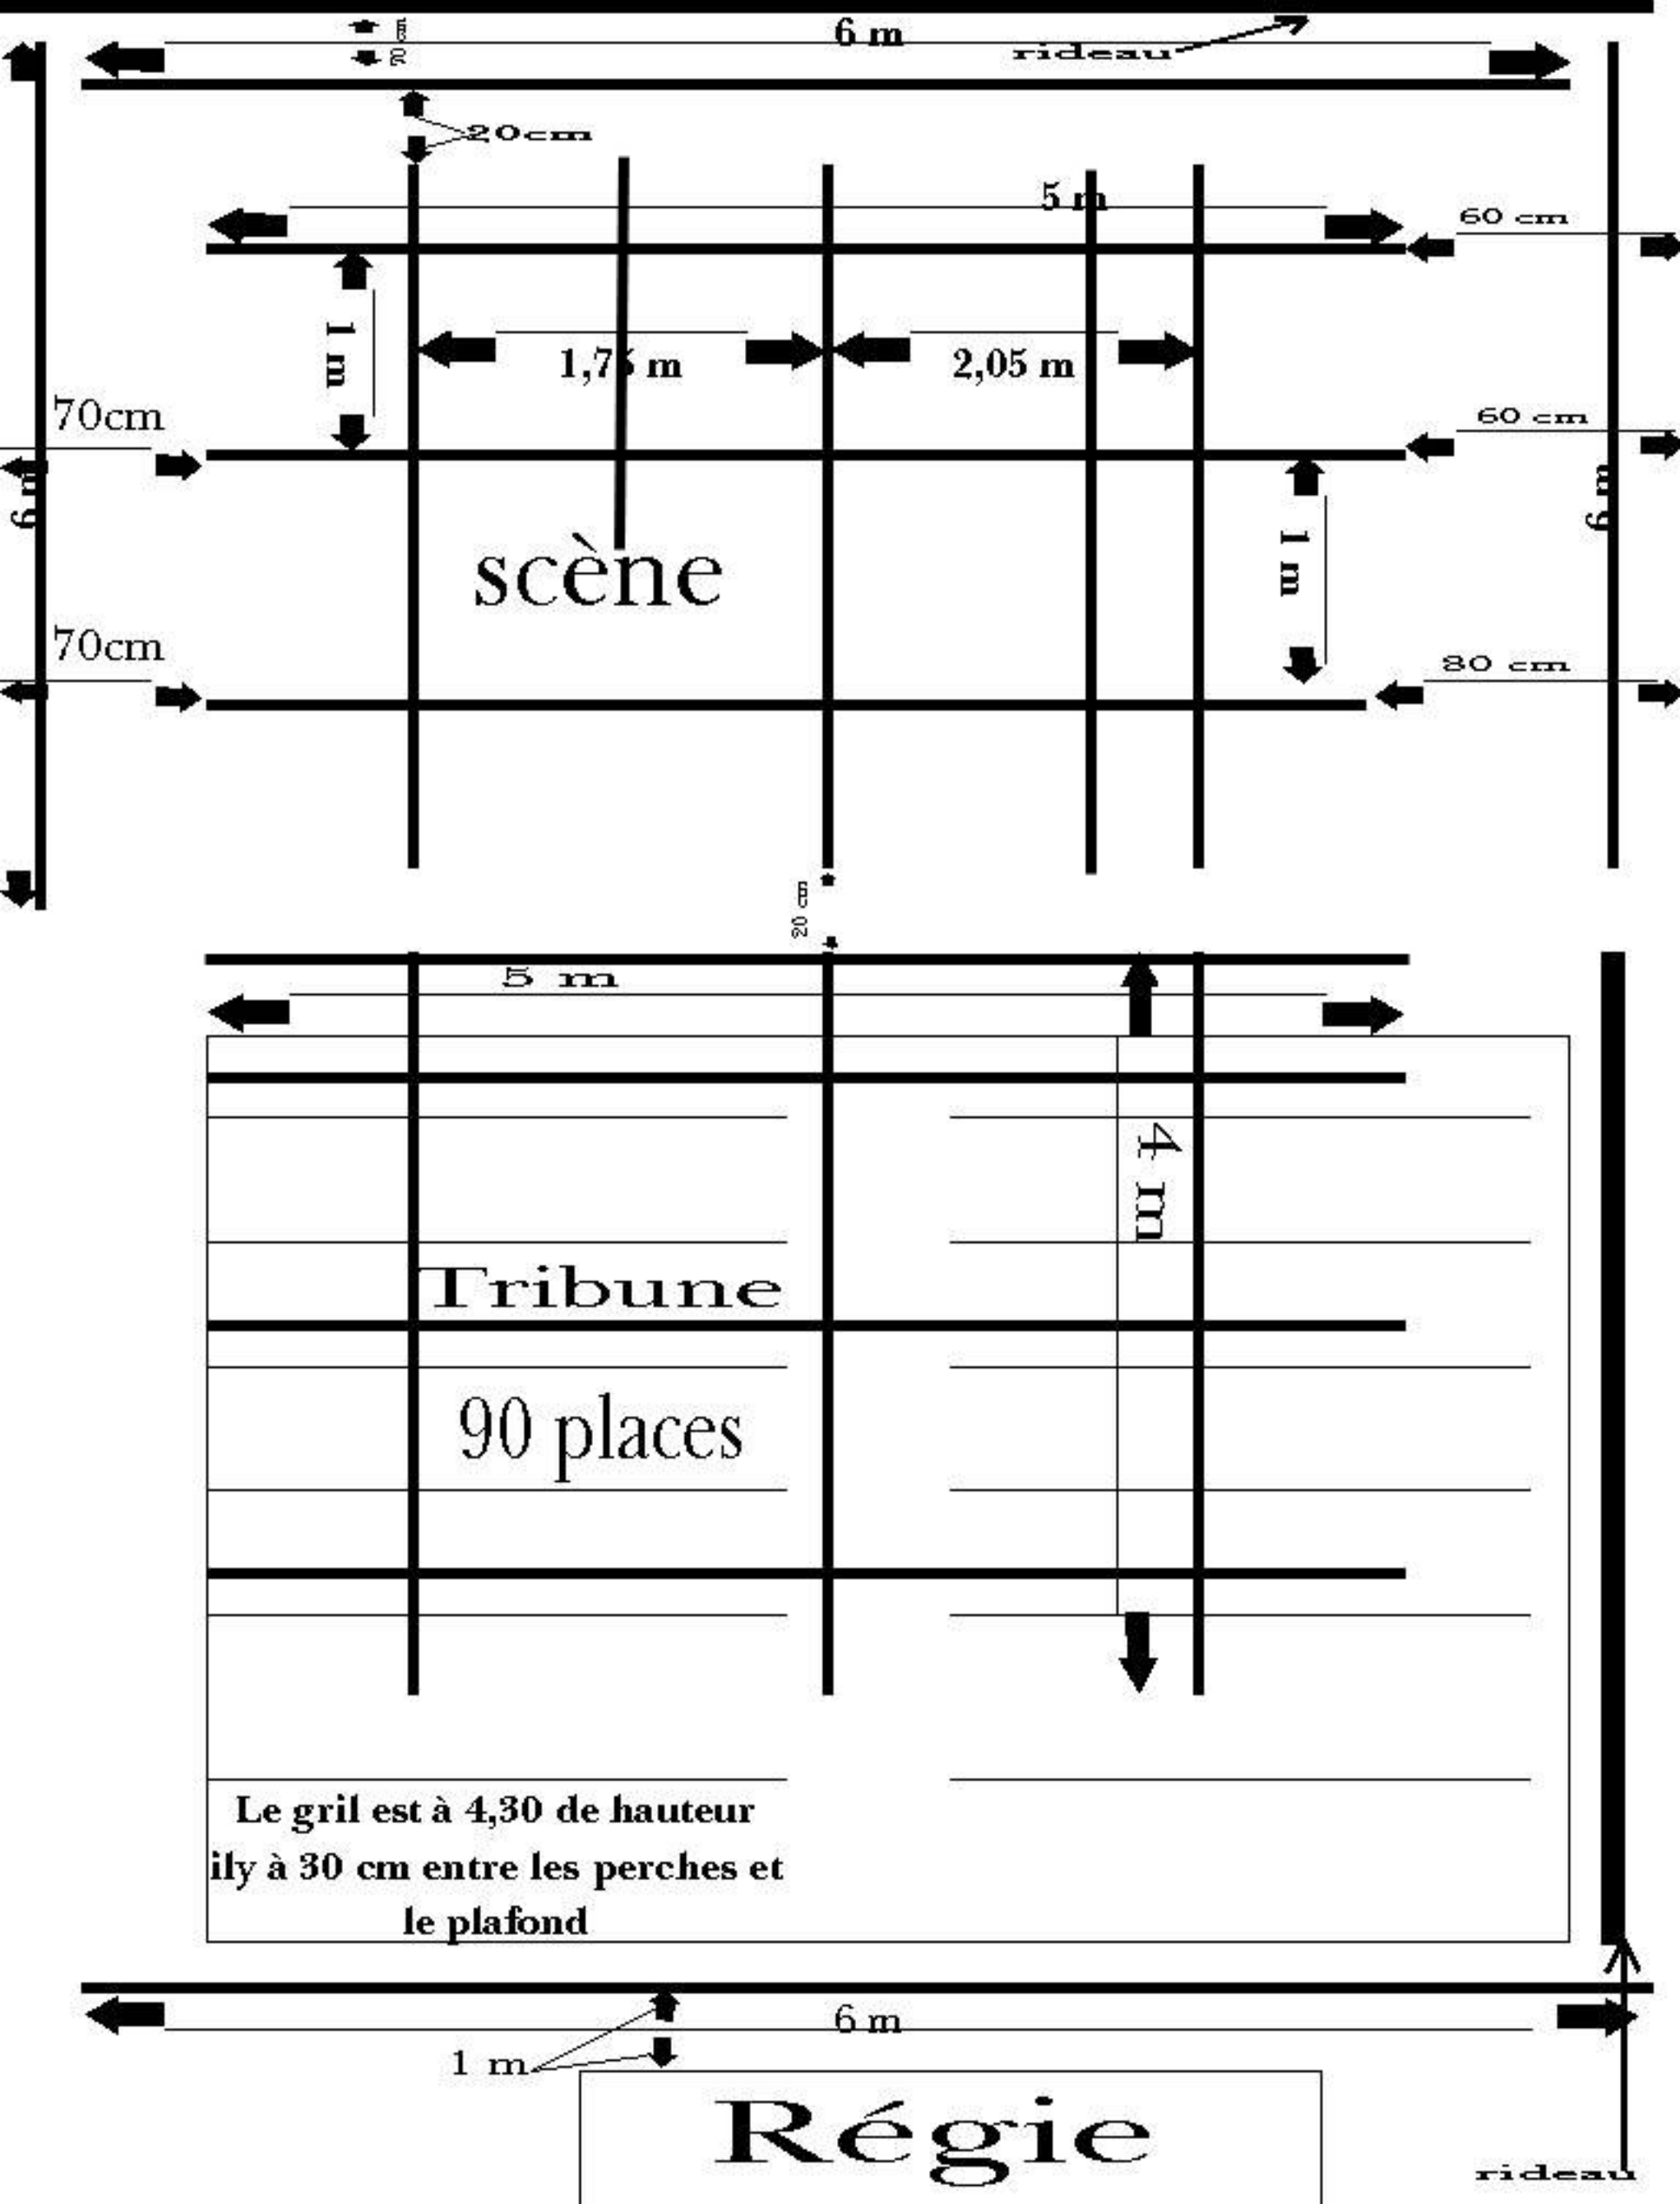 6 m
rideau
20cm
5 m
60 cm
1 m
1,75 m
2,05 m
70cm
60 cm
6 m
6 m
scène
1 m
70cm
80 cm
20 cm
5 m
4 m
Tribune
90 places
Le gril est à 4,30 de hauteur
ily à 30 cm entre les perches et
le plafond
6 m
1 m
Régie
rideau